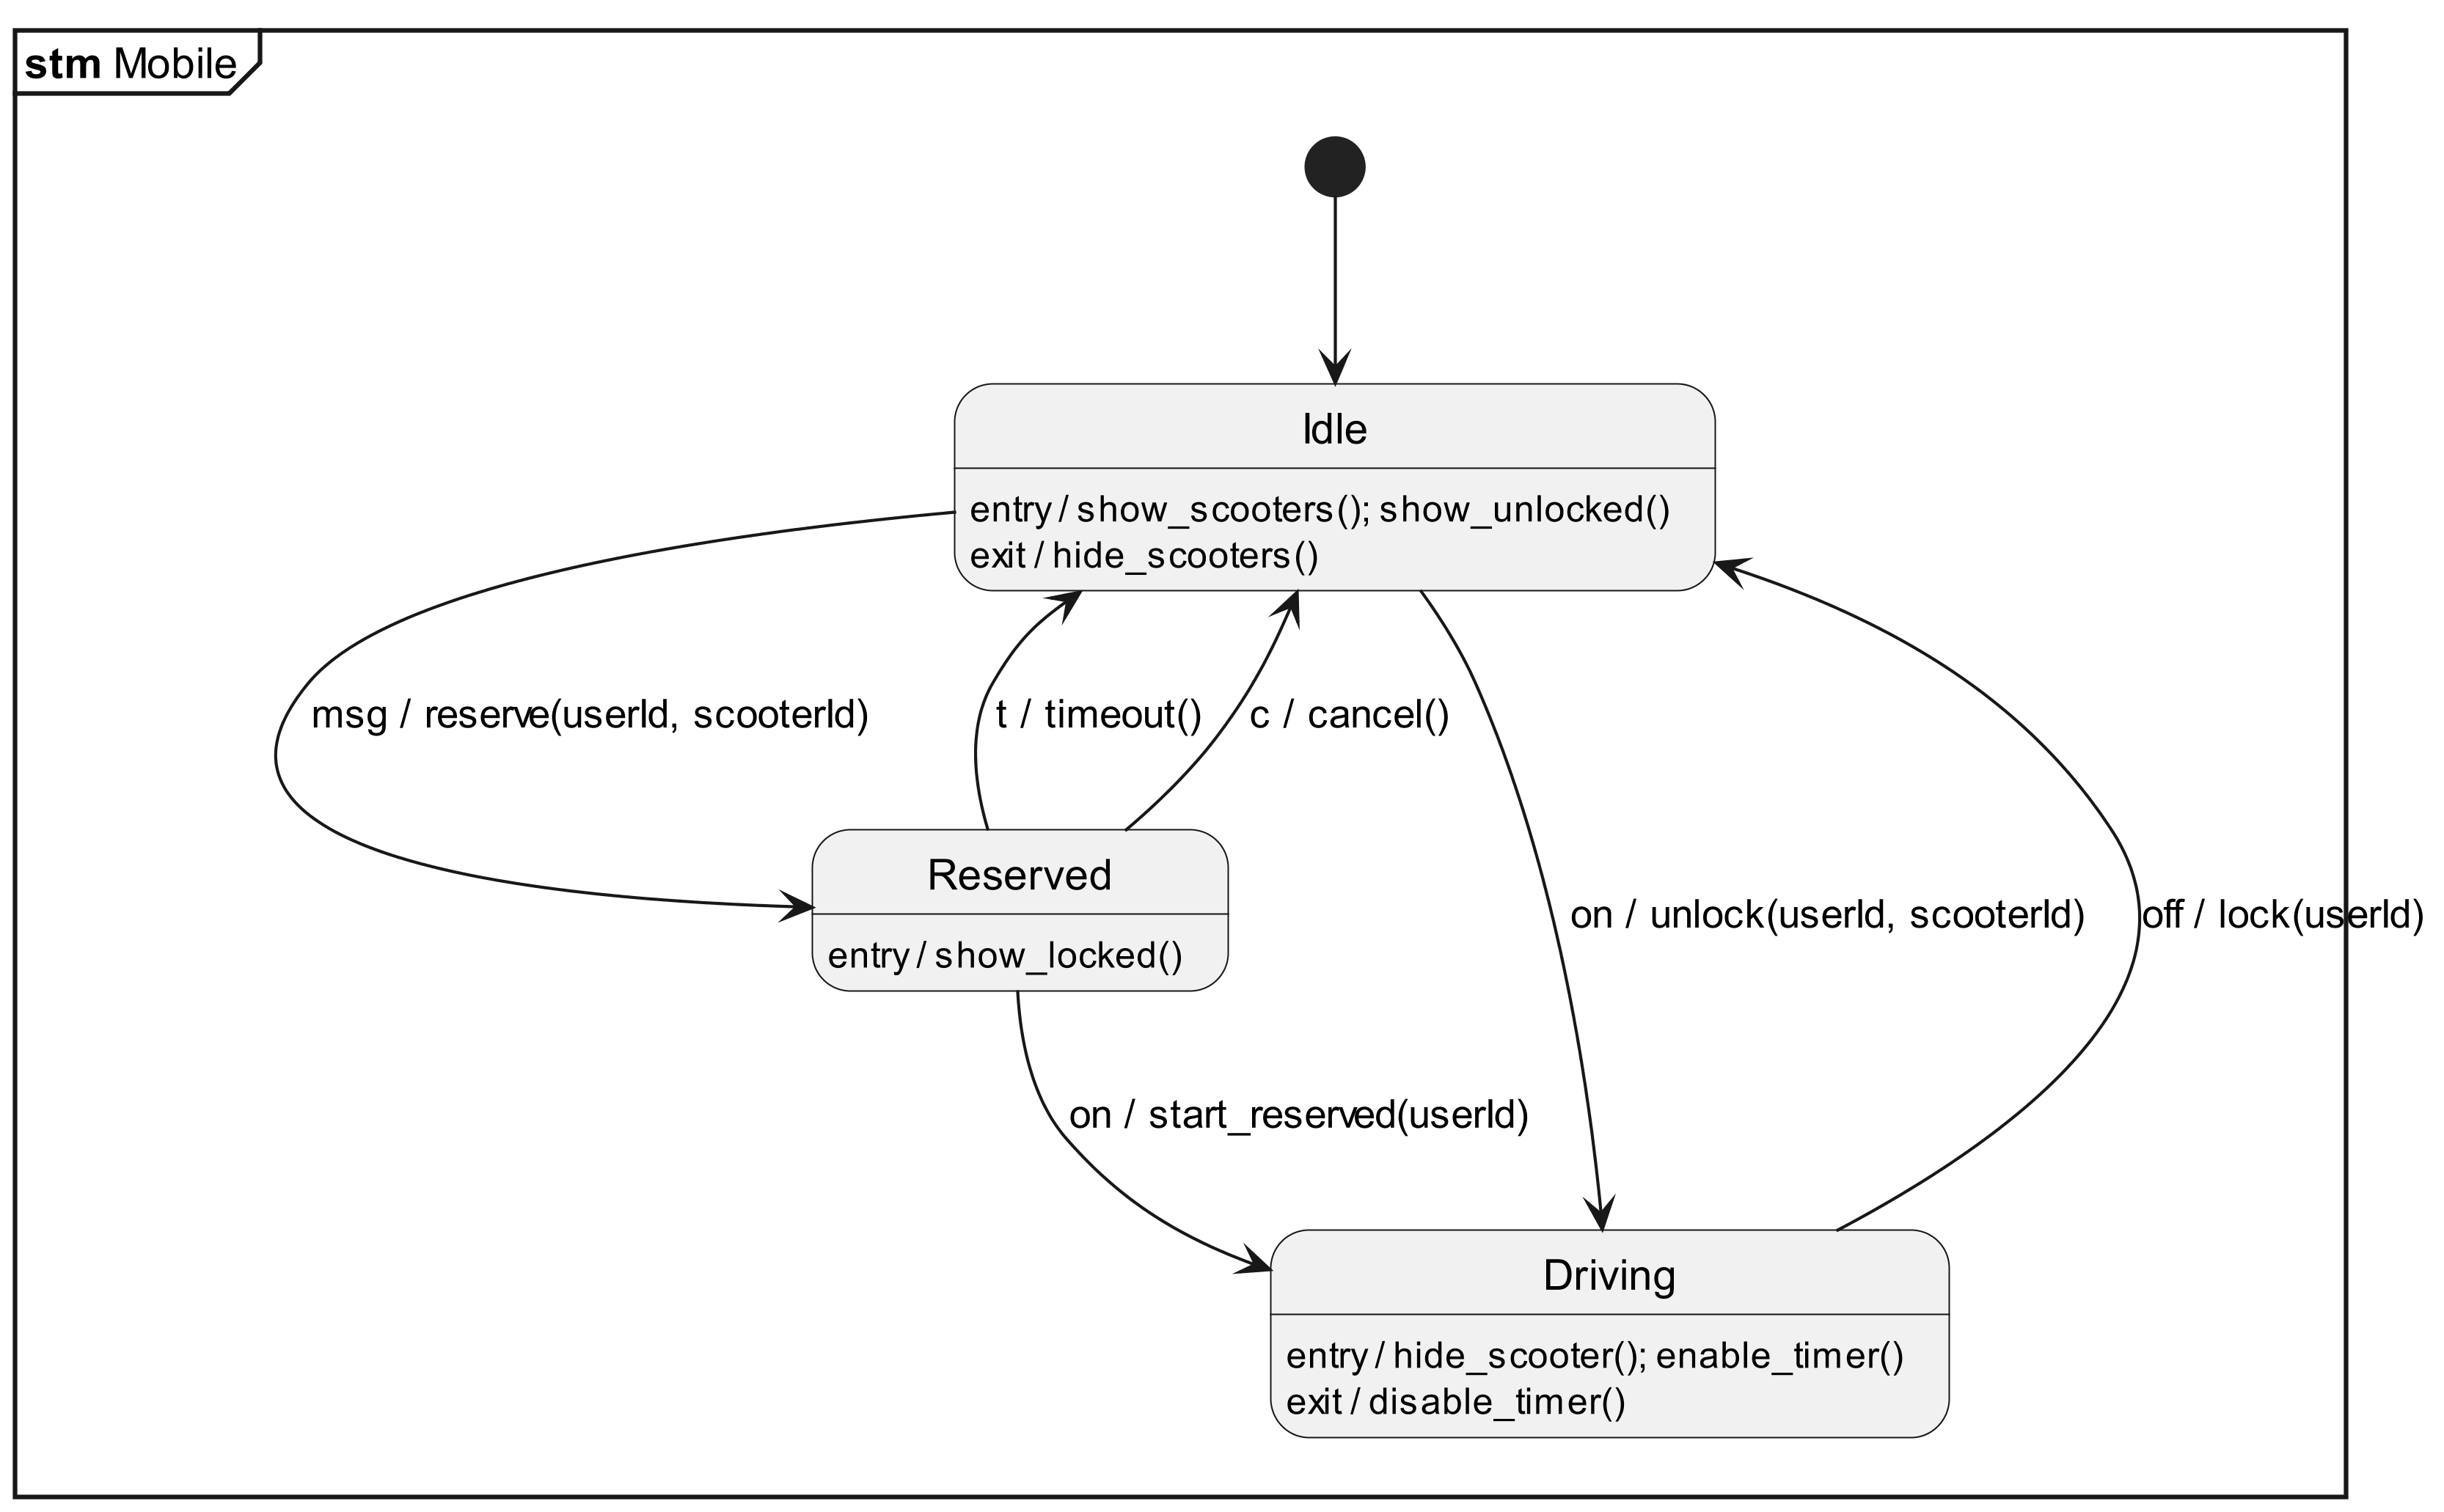 stm Mobile
Idle
entry / show_scooters(); show_unlocked()
exit / hide_scooters()
msg / reserve(userId, scooterId)
t / timeout()
c / cancel()
Reserved
entry / show_locked()
on / unlock(userId, scooterId)
off / lock(userId)
on / start_reserved(userId)
Driving
entry / hide_scooter(); enable_timer()
exit / disable_timer()